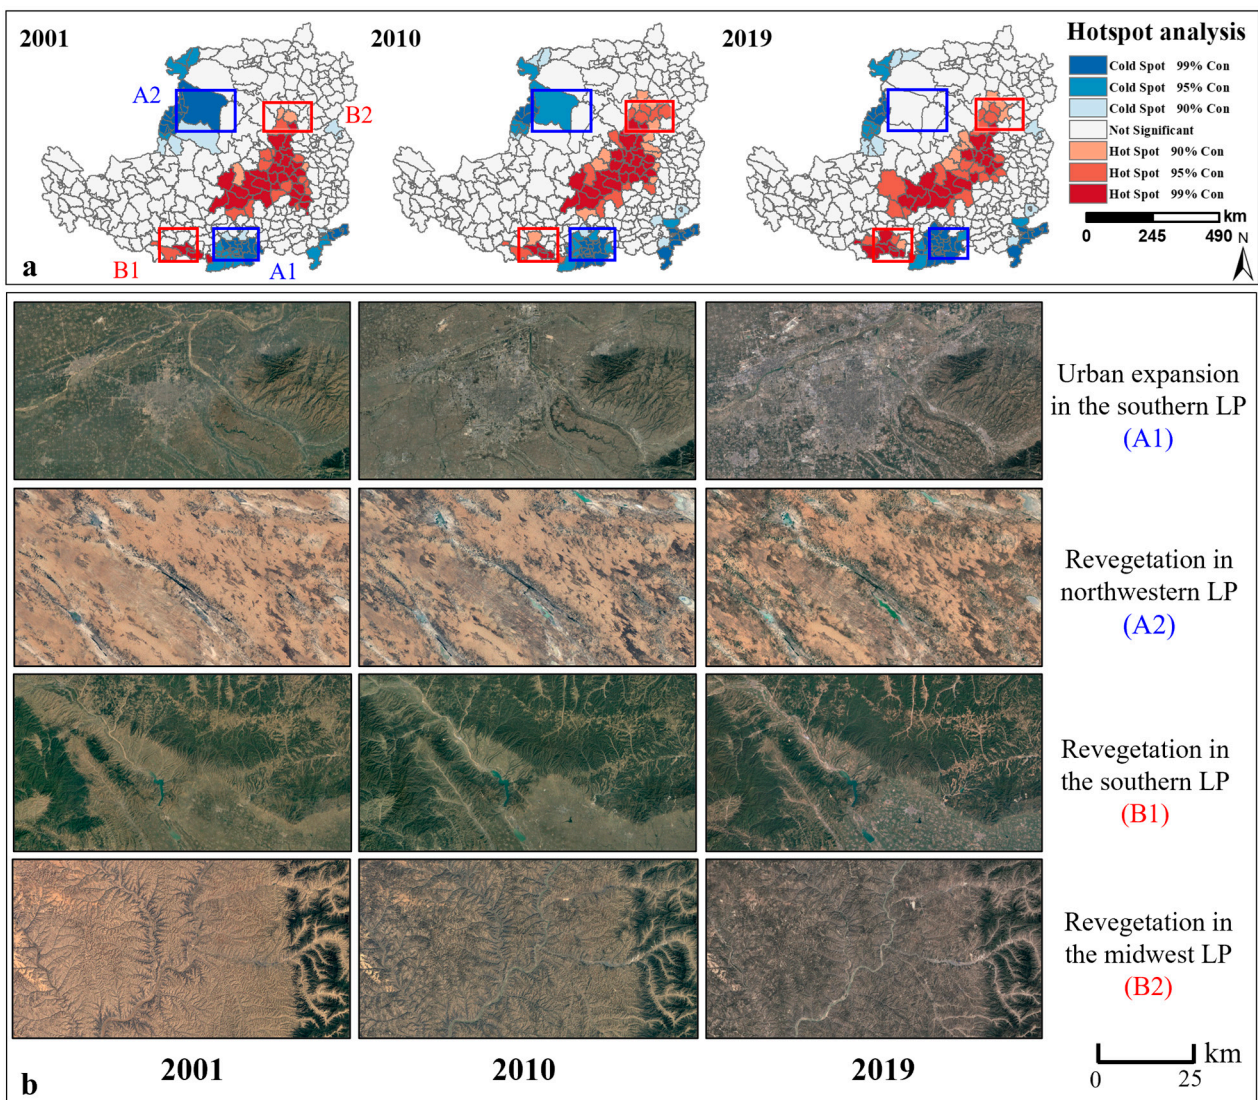 2001
2010
2019
Hotspot analysis
Cold Spot 99% Con
Cold Spot 95% Con
Cold Spot 90% Con
Not Significant
Hot Spot 90% Con
Hot Spot 95% Con
Hot Spot 99% Con
km
0 245 490
N
A2
B2
B1
A1
a
Urban expansion
in the southern LP
(A1)
Revegetation in
northwestern LP
(A2)
Revegetation in
the southern LP
(B1)
Revegetation in
the midwest LP
(B2)
2001
2010
2019
km
0 25
b